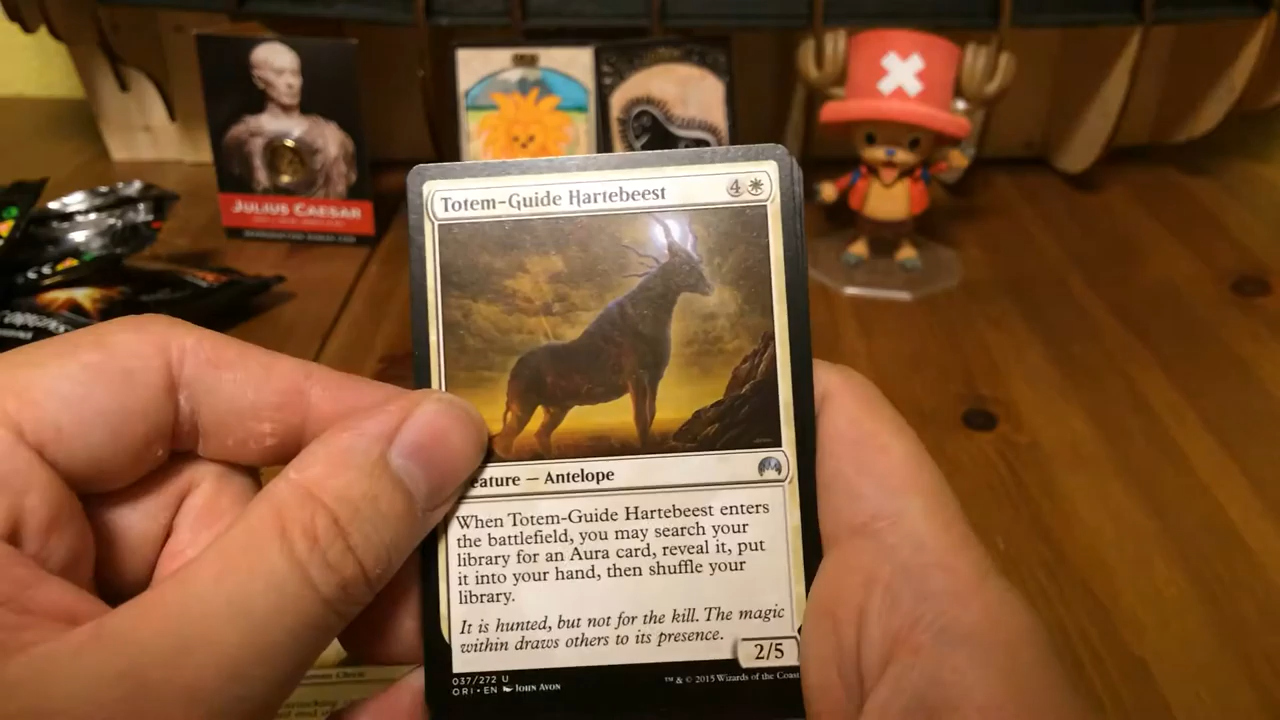 JULIUS CAESAR
Totem-Guide Hartebeest
4
eature — Antelope
When Totem-Guide Hartebeest enters
the battlefield, you may search your
library for an Aura card, reveal it, put
it into your hand, then shuffle your
library.
It is hunted, but not for the kill. The magic
within draws others to its presence.
2/5
037/272 U
ORI • EN John Avon
™ & © 2015 Wizards of the Coast